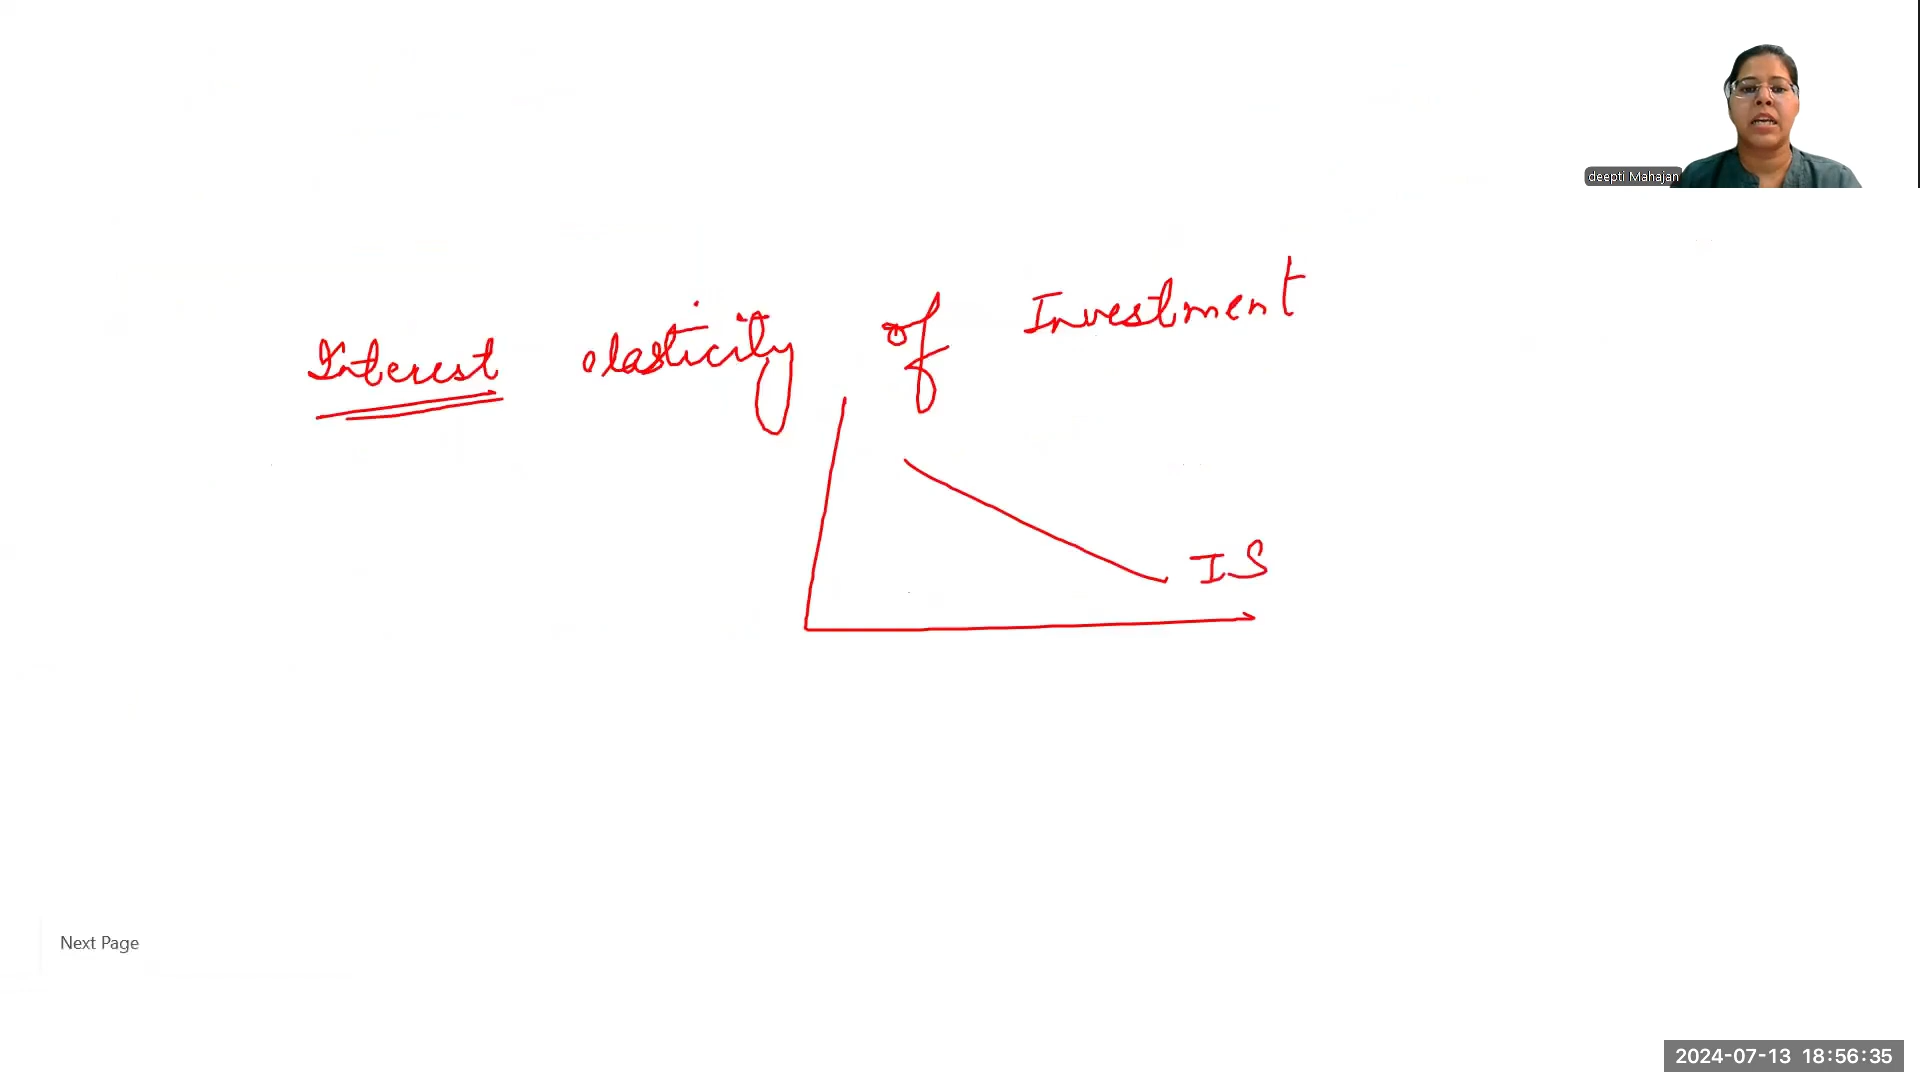 deepti Mahajan
Interest elasticity of Investment
IS
Next Page
2024-07-13 18:56:35